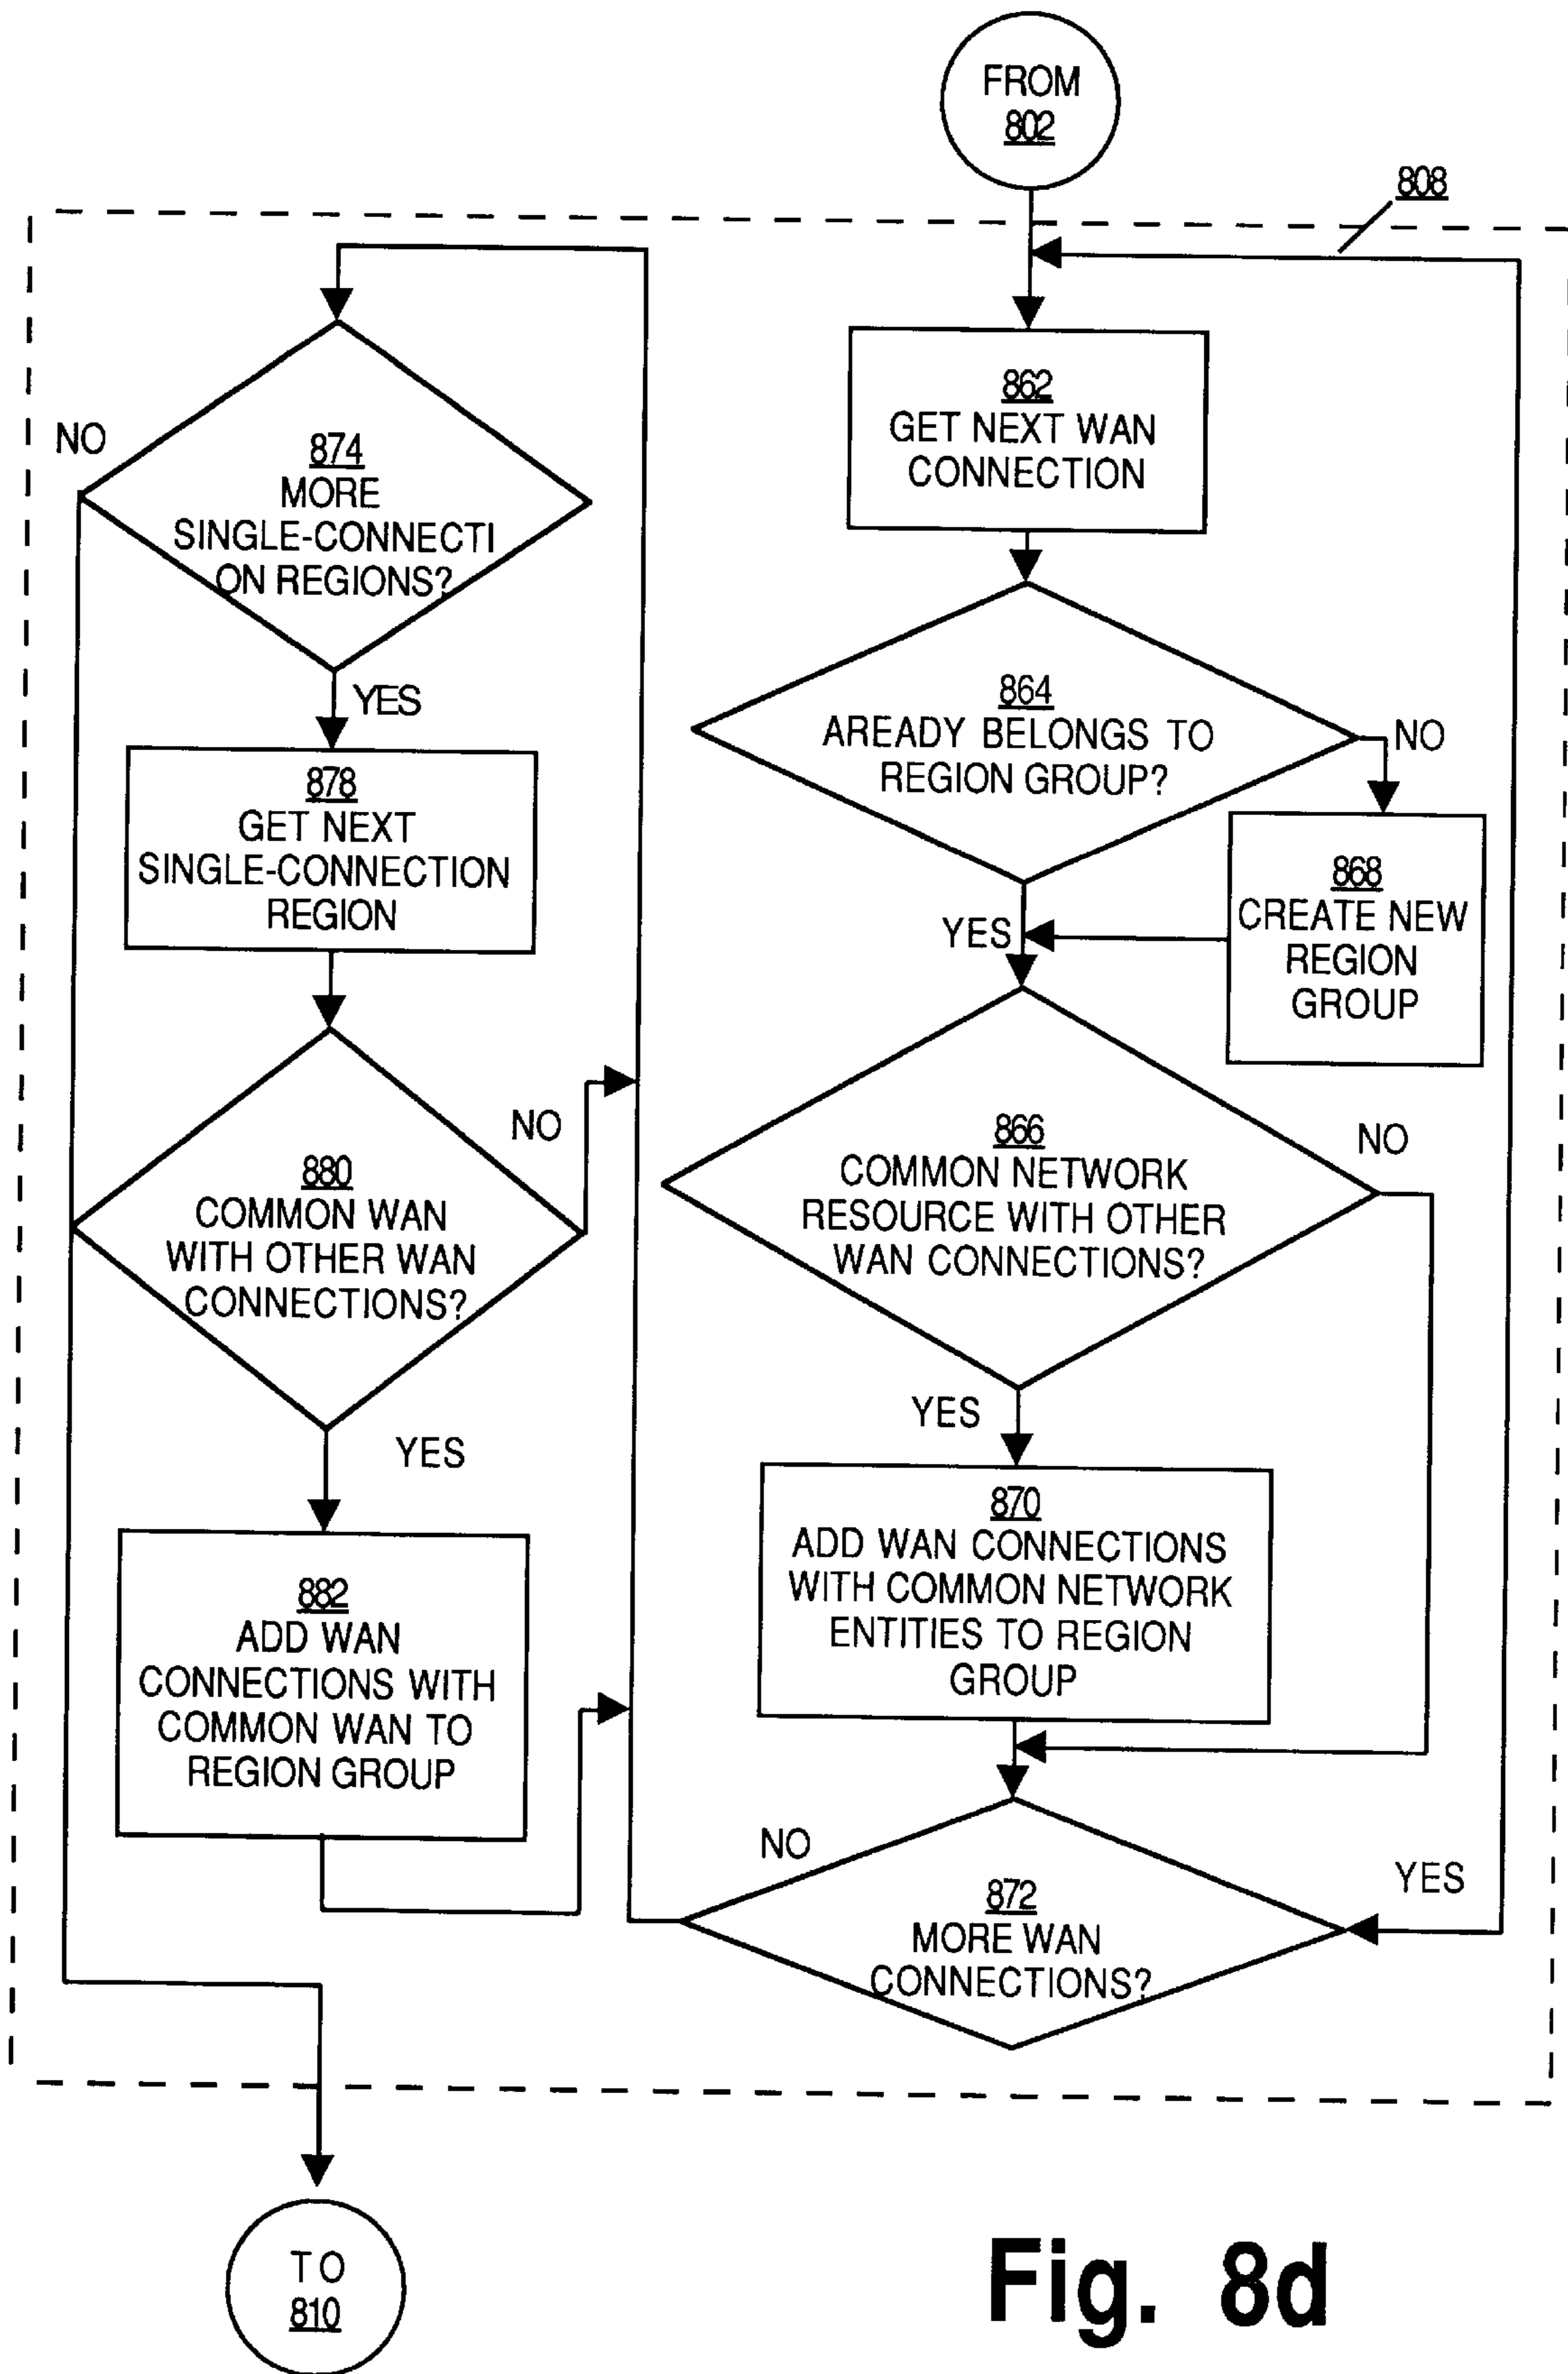 FROM
802
808
862
GET NEXT WAN
CONNECTION
864
AREADY BELONGS TO
REGION GROUP?
NO
YES
868
CREATE NEW
REGION
GROUP
866
COMMON NETWORK
RESOURCE WITH OTHER
WAN CONNECTIONS?
NO
YES
870
ADD WAN CONNECTIONS
WITH COMMON NETWORK
ENTITIES TO REGION
GROUP
872
MORE WAN
CONNECTIONS?
NO
YES
874
MORE
SINGLE-CONNECTI
ON REGIONS?
NO
YES
878
GET NEXT
SINGLE-CONNECTION
REGION
880
COMMON WAN
WITH OTHER WAN
CONNECTIONS?
NO
YES
882
ADD WAN
CONNECTIONS WITH
COMMON WAN TO
REGION GROUP
TO
810
Fig. 8d